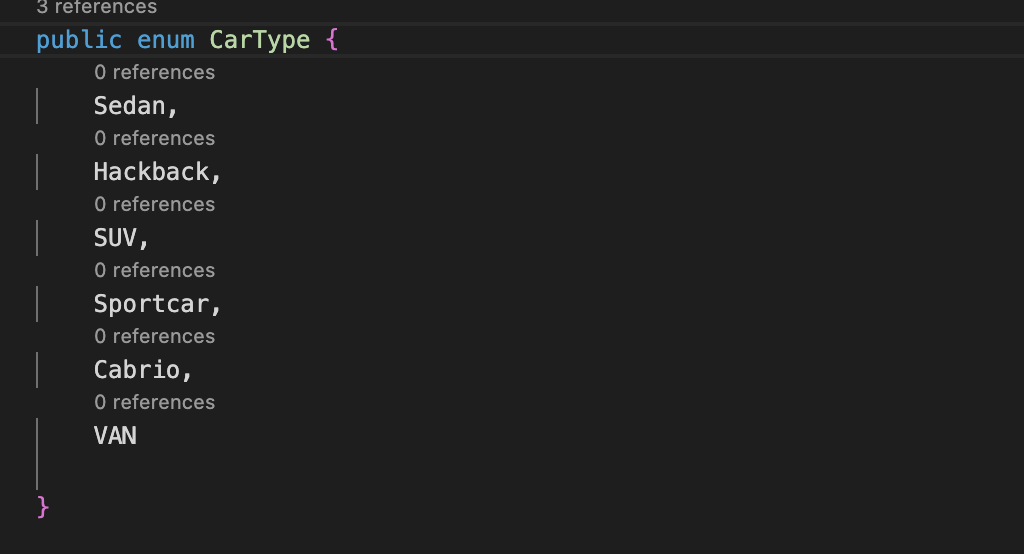 3 references
public enum CarType {
0 references
Sedan,
0 references
Hackback,
0 references
SUV,
0 references
Sportcar,
0 references
Cabrio,
0 references
VAN
}